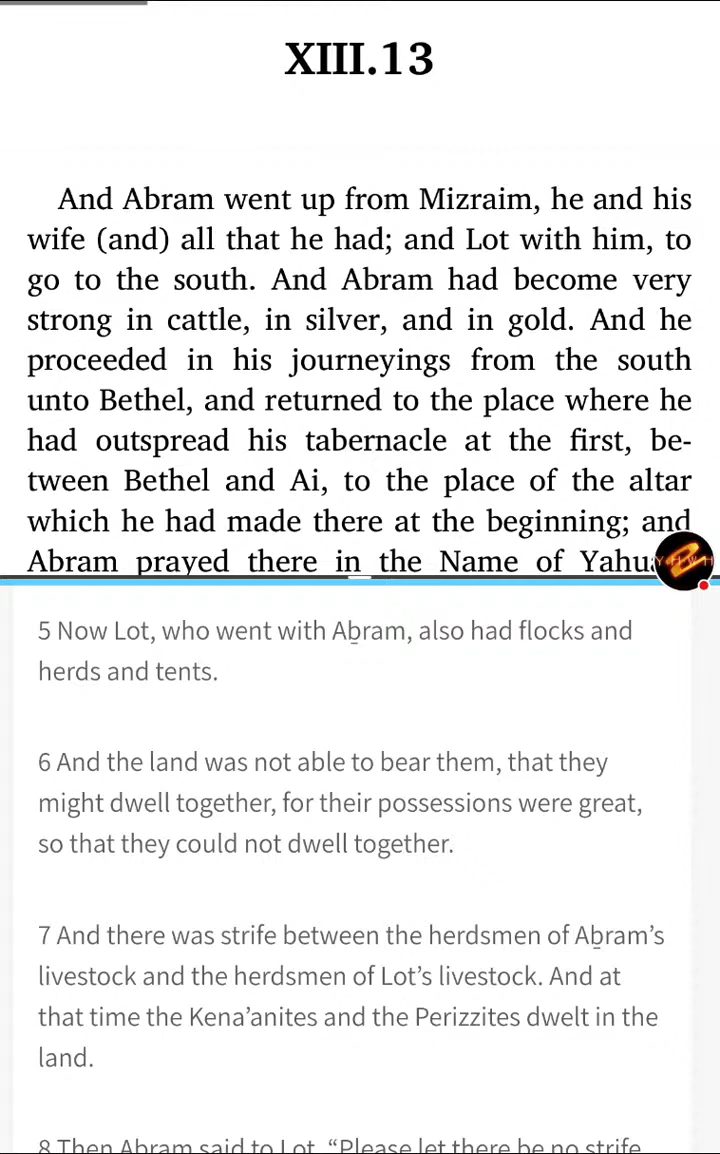 XIII.13
And Abram went up from Mizraim, he and his
wife (and) all that he had; and Lot with him, to
go to the south. And Abram had become very
strong in cattle, in silver, and in gold. And he
proceeded in his journeyings from the south
unto Bethel, and returned to the place where he
had outspread his tabernacle at the first, be-
tween Bethel and Ai, to the place of the altar
which he had made there at the beginning; and
Abram prayed there in the Name of
YHWH
5 Now Lot, who went with Aḇram, also had flocks and
herds and tents.
6 And the land was not able to bear them, that they
might dwell together, for their possessions were great,
so that they could not dwell together.
7 And there was strife between the herdsmen of Aḇram’s
livestock and the herdsmen of Lot’s livestock. And at
that time the Kena’anites and the Perizzites dwelt in the
land.
8 Then Abram said to Lot, “Please let there be no strife